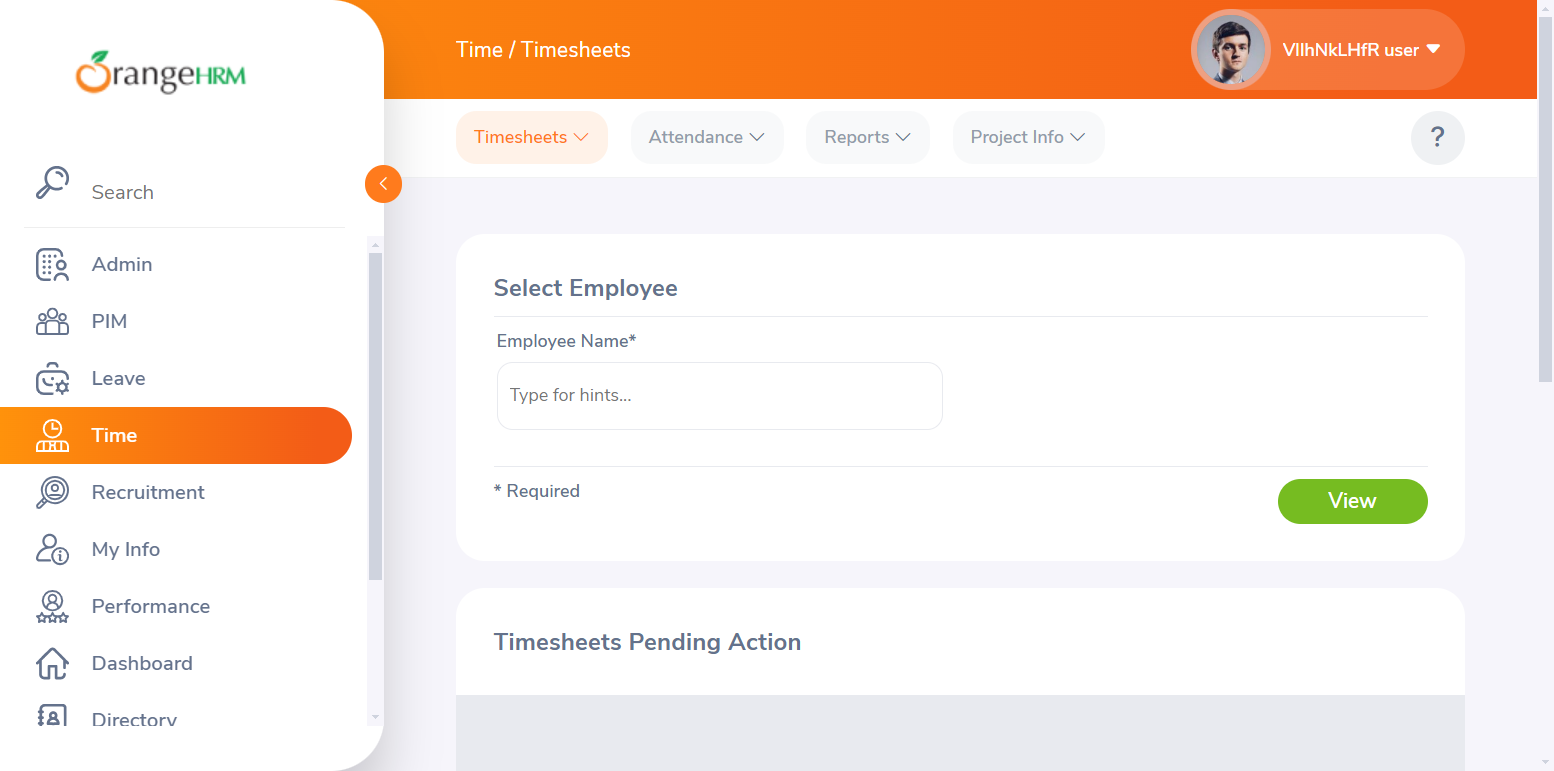 OrangeHRM
Time / Timesheets
VIIhNkLHfR user
Timesheets
Attendance
Reports
Project Info
?
Search
Admin
PIM
Leave
Time
Recruitment
My Info
Performance
Dashboard
Directory
Select Employee
Employee Name*
Type for hints...
* Required
View
Timesheets Pending Action